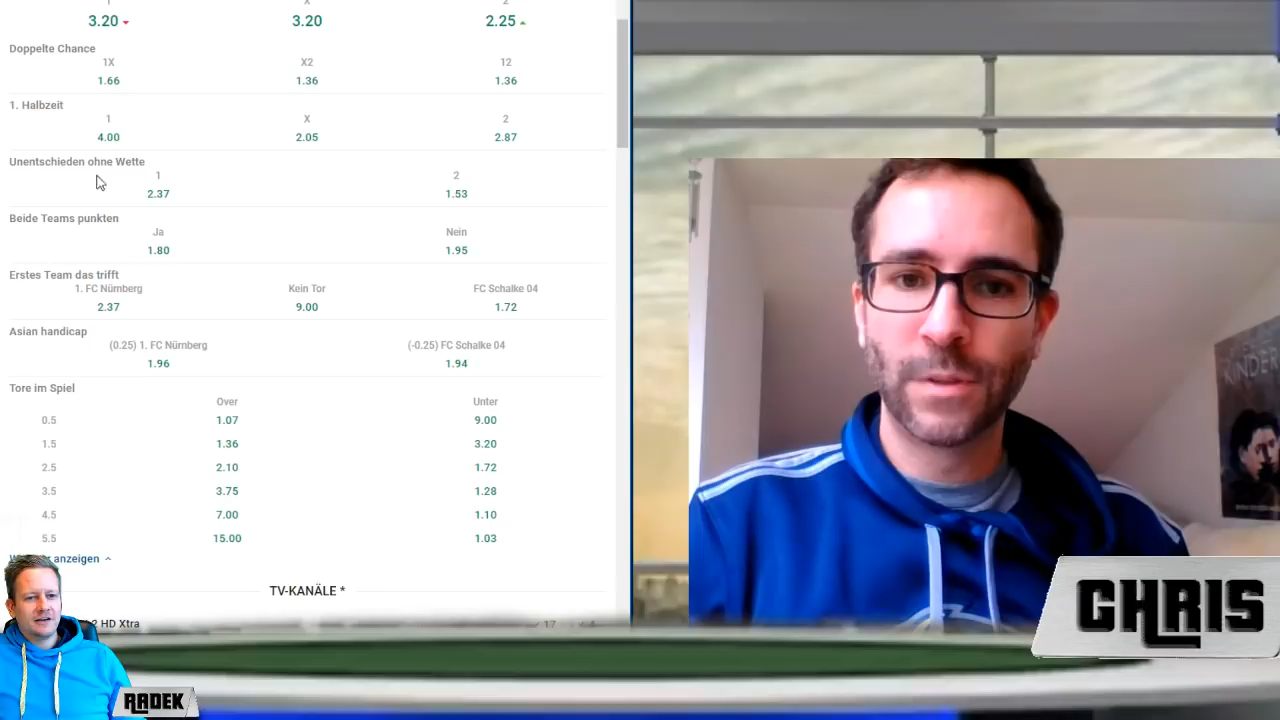 1 X 2
3.20 3.20 2.25
Doppelte Chance
1X X2 12
1.66 1.36 1.36
1. Halbzeit
1 X 2
4.00 2.05 2.87
Unentschieden ohne Wette
1 2
2.37 1.53
Beide Teams punkten
Ja Nein
1.80 1.95
Erstes Team das trifft
1. FC Nürnberg Kein Tor FC Schalke 04
2.37 9.00 1.72
Asian handicap
(0.25) 1. FC Nürnberg (-0.25) FC Schalke 04
1.96 1.94
Tore im Spiel
Over Unter
0.5 1.07 9.00
1.5 1.36 3.20
2.5 2.10 1.72
3.5 3.75 1.28
4.5 7.00 1.10
5.5 15.00 1.03
anzeigen
TV-KANÄLE *
2 HD Xtra
KINDER
CHRIS
RADEK